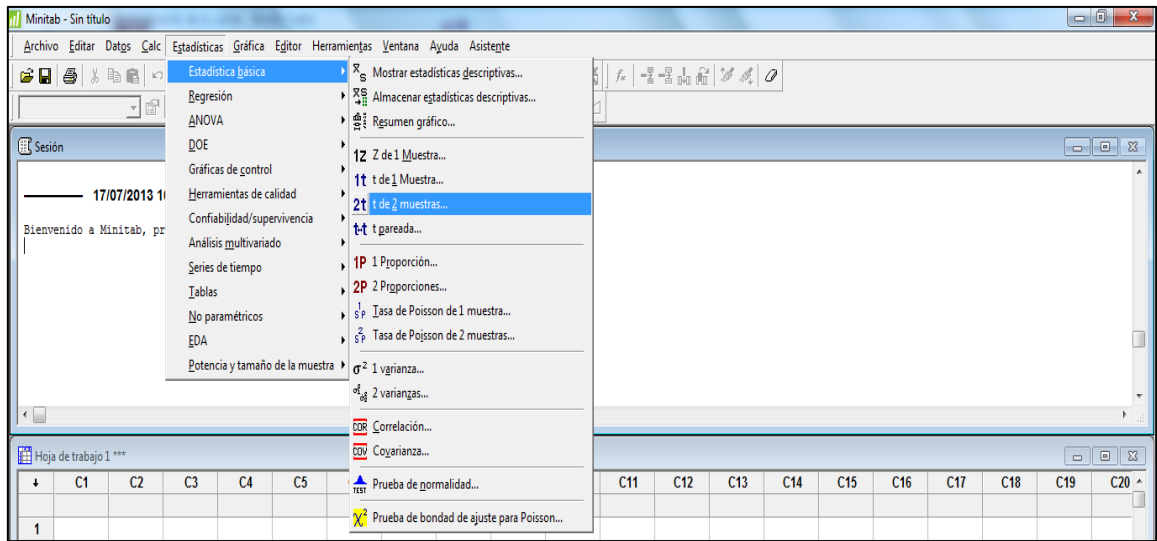 Minitab - Sin título
Archivo Editar Datos Calc Estadísticas Gráfica Editor Herramientas Ventana Ayuda Asistente
Estadística básica
Regresión
ANOVA
DOE
Gráficas de control
Herramientas de calidad
Confiabilidad/supervivencia
Análisis multivariado
Series de tiempo
Tablas
No paramétricos
EDA
Potencia y tamaño de la muestra
Mostrar estadísticas descriptivas...
Almacenar estadísticas descriptivas...
Resumen gráfico...
1Z Z de 1 Muestra...
1t t de 1 Muestra...
2t t de 2 muestras...
t-t t pareada...
1P 1 Proporción...
2P 2 Proporciones...
1 S P Tasa de Poisson de 1 muestra...
2 S P Tasa de Poisson de 2 muestras...
σ² 1 varianza...
2 varianzas...
COR Correlación...
COV Covarianza...
TEST Prueba de normalidad...
χ² Prueba de bondad de ajuste para Poisson...
Sesión
17/07/2013 1
Bienvenido a Minitab, pr
Hoja de trabajo 1 ***
C1 C2 C3 C4 C5 C11 C12 C13 C14 C15 C16 C17 C18 C19 C20
1